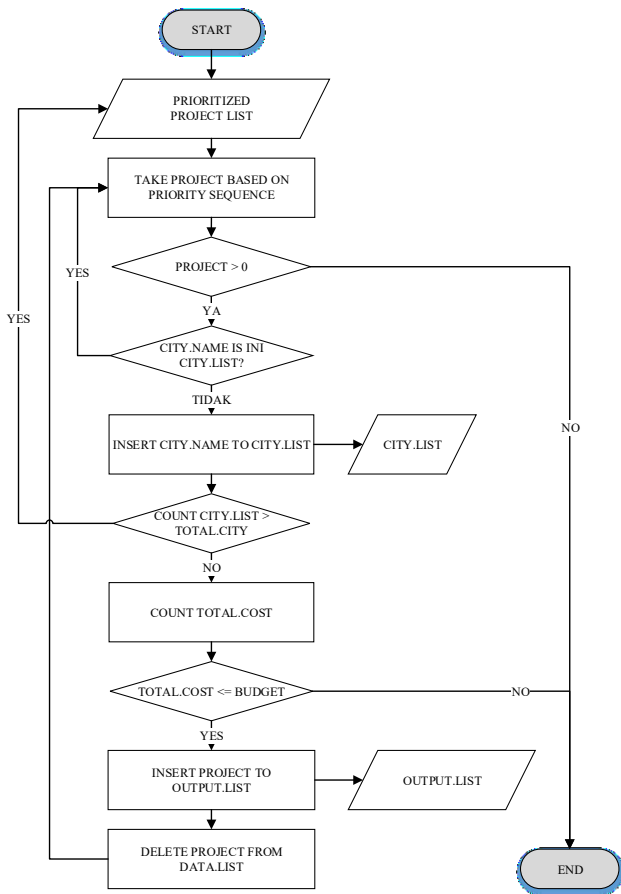 START
PRIORITIZED
PROJECT LIST
TAKE PROJECT BASED ON
PRIORITY SEQUENCE
PROJECT > 0
YES
YES
YA
CITY.NAME IS INI
CITY.LIST?
TIDAK
INSERT CITY.NAME TO CITY.LIST
CITY.LIST
NO
COUNT CITY.LIST >
TOTAL.CITY
NO
COUNT TOTAL.COST
TOTAL.COST <= BUDGET
NO
YES
INSERT PROJECT TO
OUTPUT.LIST
OUTPUT.LIST
DELETE PROJECT FROM
DATA.LIST
END